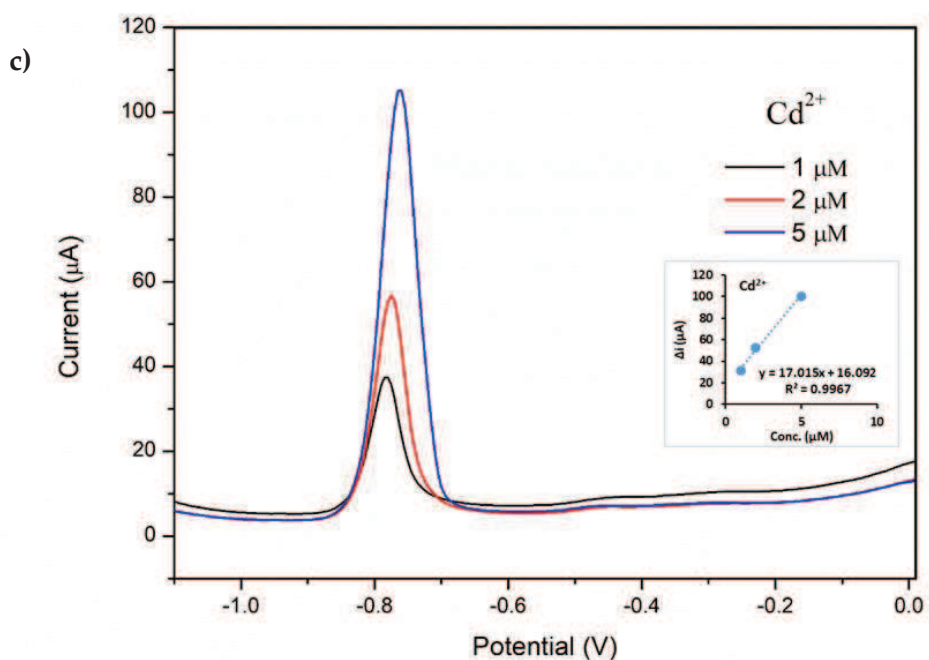 c)
120
100
80
60
40
20
0
Current (μA)
-1.0
-0.8
-0.6
-0.4
-0.2
0.0
Potential (V)
Cd²⁺
1 μM
2 μM
5 μM
Cd²⁺
120
100
80
60
40
20
0
Δi (μA)
y = 17.015x + 16.092
R² = 0.9967
0
5
10
Conc. (μM)